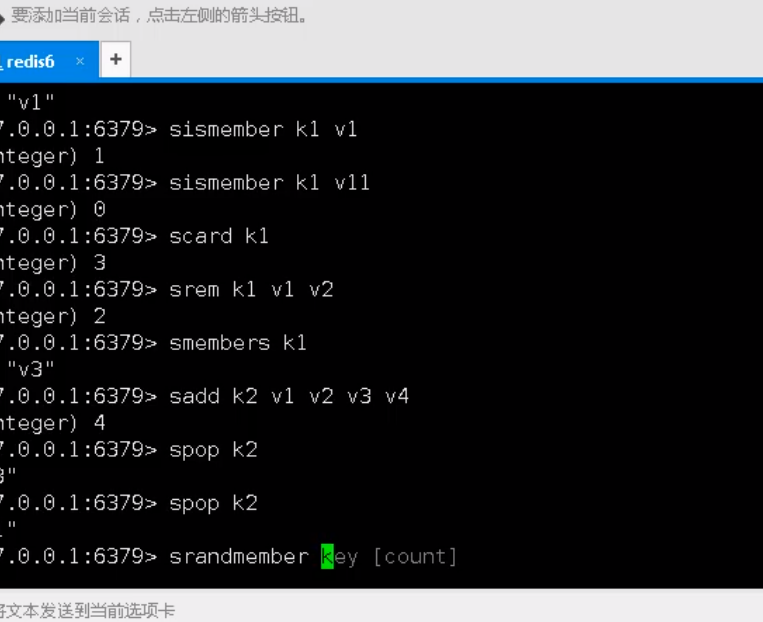 要添加当前会话，点击左侧的箭头按钮。
redis6 × +
"v1"
7.0.0.1:6379> sismember k1 v1
nteger) 1
7.0.0.1:6379> sismember k1 v11
nteger) 0
7.0.0.1:6379> scard k1
nteger) 3
7.0.0.1:6379> srem k1 v1 v2
nteger) 2
7.0.0.1:6379> smembers k1
"v3"
7.0.0.1:6379> sadd k2 v1 v2 v3 v4
nteger) 4
7.0.0.1:6379> spop k2
3"
7.0.0.1:6379> spop k2
"
7.0.0.1:6379> srandmember key [count]
将文本发送到当前选项卡